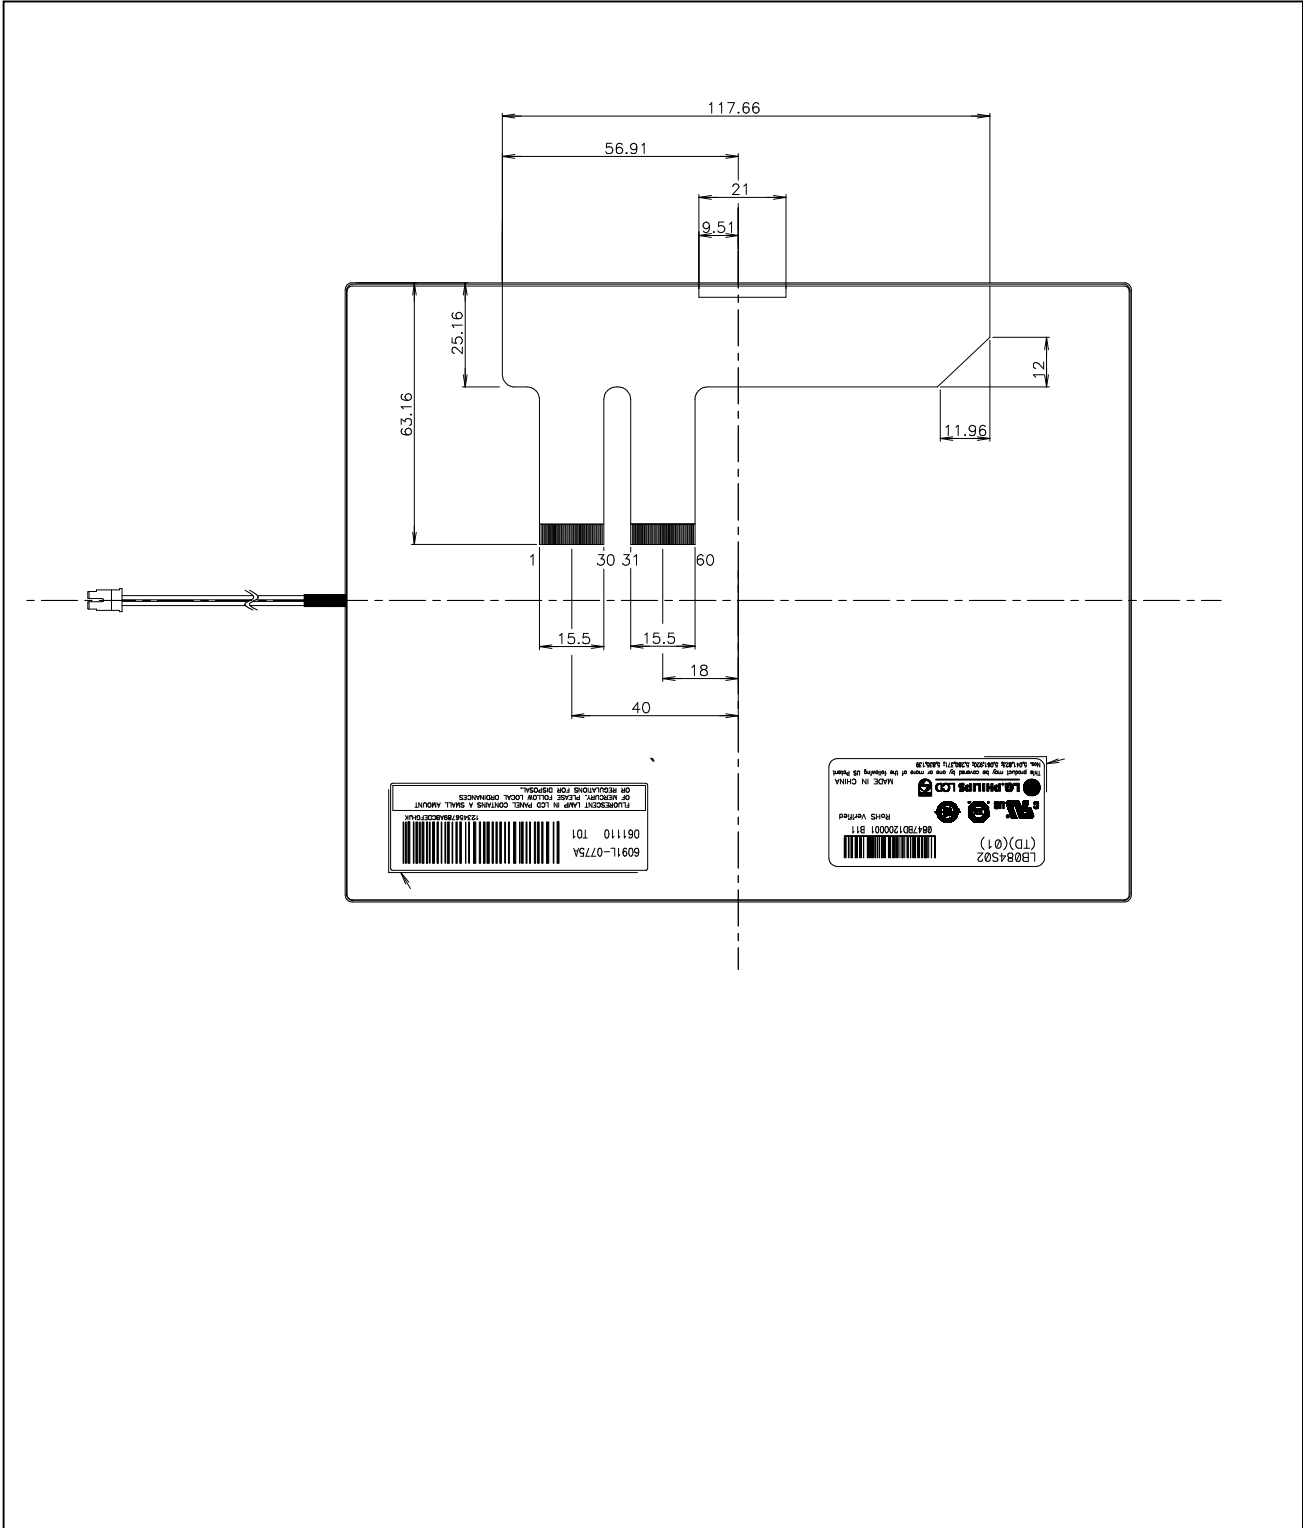 117.66
56.91
21
9.51
25.16
63.16
12
11.96
1
30
31
60
15.5
15.5
18
40
LB084S02
(TD)(01)
0847BD1200001 B11
RoHS Verified
LG.PHILIPS LCD
MADE IN CHINA
This product may be covered by one or more of the following US Patent
6091L-0775A
061110 T01
123456789ABCDEFGHIJK
FLUORESCENT LAMP IN LCD PANEL CONTAINS A SMALL AMOUNT
OF MERCURY. PLEASE FOLLOW LOCAL ORDINANCES
OR REGULATIONS FOR DISPOSAL.